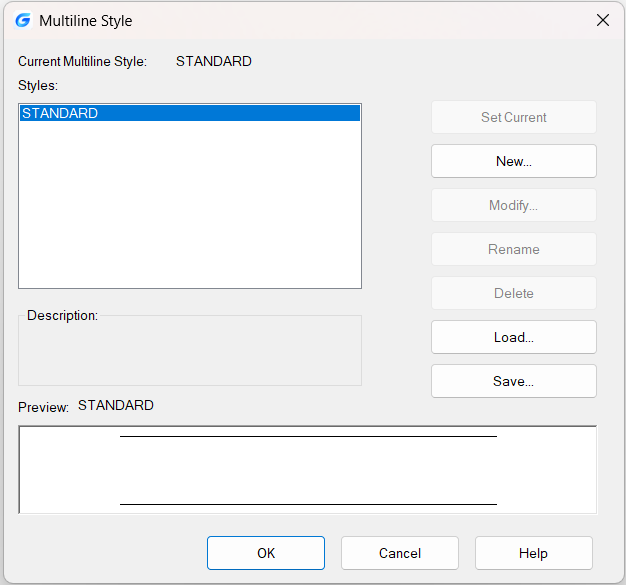 Multiline Style
Current Multiline Style: STANDARD
Styles:
STANDARD
Set Current
New...
Modify...
Rename
Delete
Load...
Save...
Description:
Preview: STANDARD
OK Cancel Help